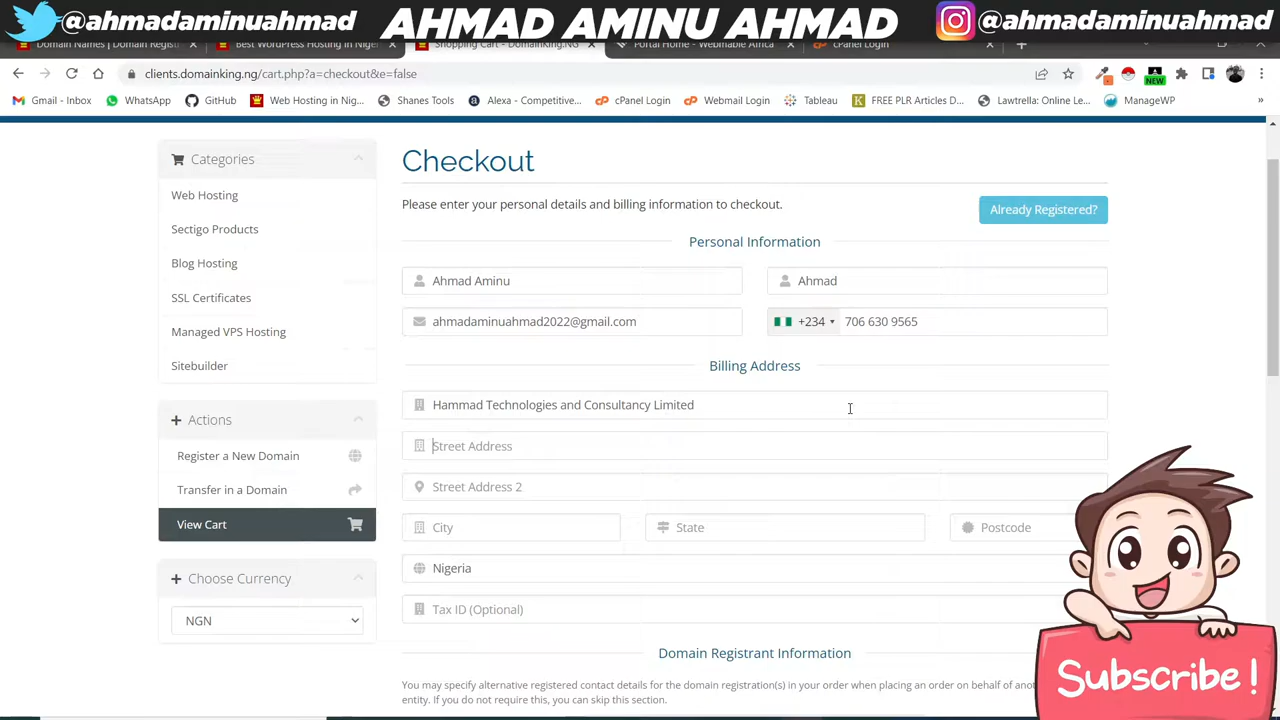 @ahmadaminuahmad AHMAD AMINU AHMAD @ahmadaminuahmad
Domain Names | Domain Regist Best WordPress Hosting in Niger Shopping Cart - DomainKing.NG Portal Home - Webmable Africa cPanel Login
clients.domainking.ng/cart.php?a=checkout&e=false
NEW
Gmail - Inbox WhatsApp GitHub Web Hosting in Nig... Shanes Tools Alexa - Competitive... cPanel Login Webmail Login Tableau FREE PLR Articles D... Lawtrella: Online Le... ManageWP »
Categories
Web Hosting
Sectigo Products
Blog Hosting
SSL Certificates
Managed VPS Hosting
Sitebuilder
Actions
Register a New Domain
Transfer in a Domain
View Cart
Choose Currency
NGN
Checkout
Please enter your personal details and billing information to checkout.
Already Registered?
Personal Information
Ahmad Aminu Ahmad
ahmadaminuahmad2022@gmail.com +234 706 630 9565
Billing Address
Hammad Technologies and Consultancy Limited
Street Address
Street Address 2
City State Postcode
Nigeria
Tax ID (Optional)
Domain Registrant Information
You may specify alternative registered contact details for the domain registration(s) in your order when placing an order on behalf of
entity. If you do not require this, you can skip this section.
Subscribe!